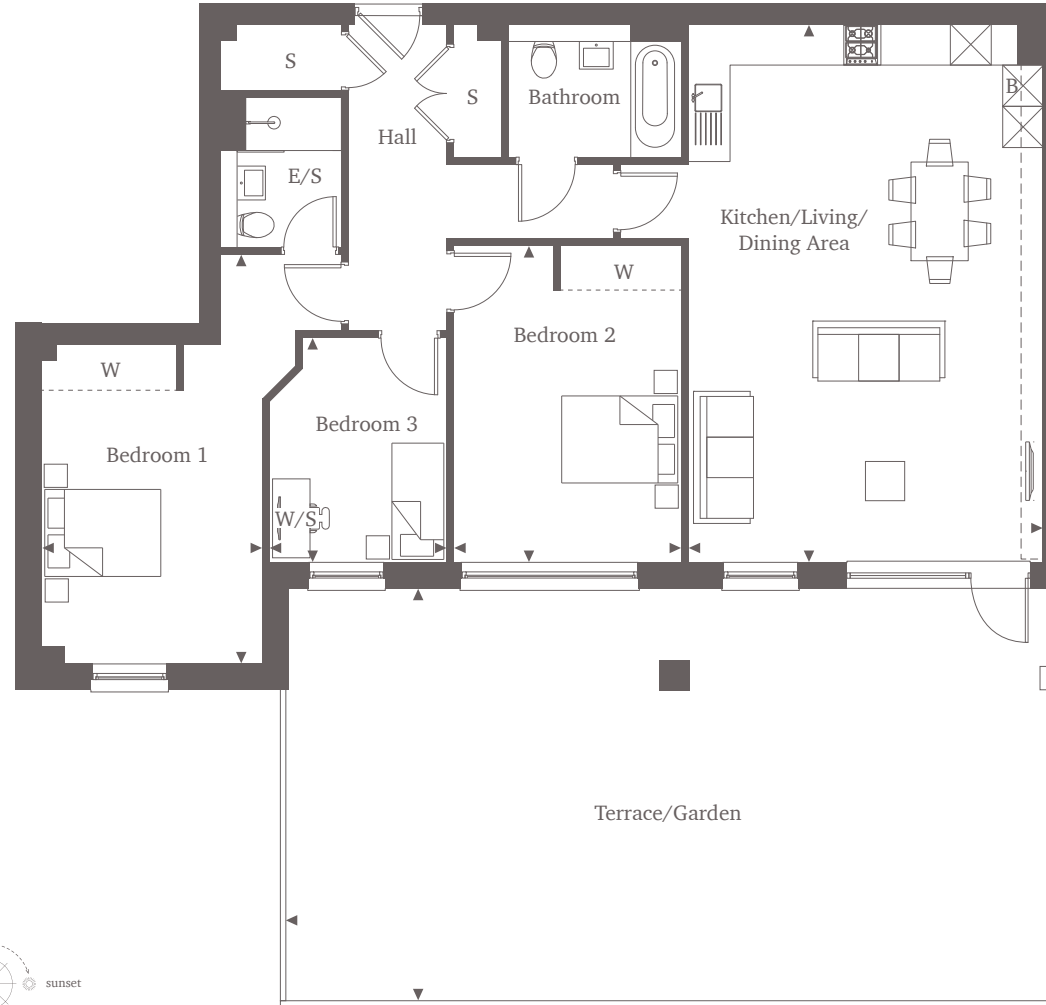 S
S
Bathroom
B
Hall
E/S
Kitchen/Living/
Dining Area
W
Bedroom 2
W
Bedroom 3
Bedroom 1
W/S
Terrace/Garden
sunset